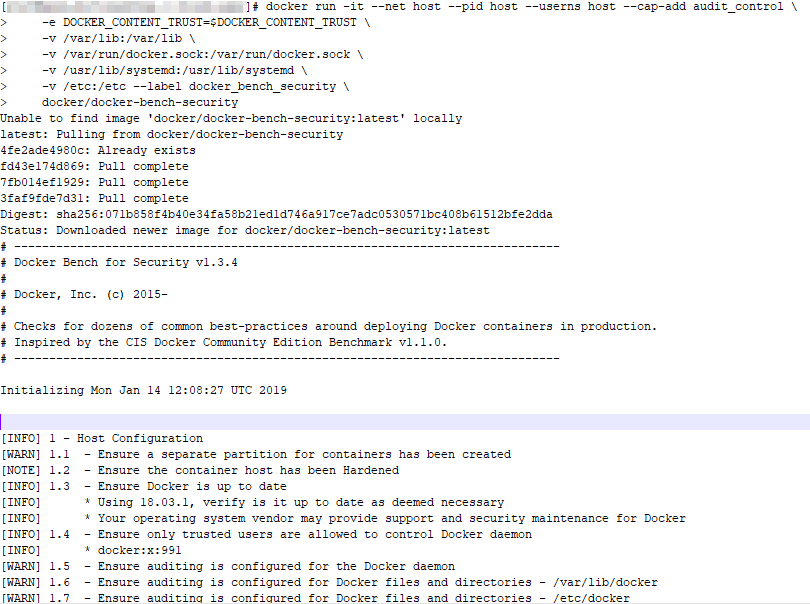 [ ]# docker run -it --net host --pid host --userns host --cap-add audit_control \
>     -e DOCKER_CONTENT_TRUST=$DOCKER_CONTENT_TRUST \
>     -v /var/lib:/var/lib \
>     -v /var/run/docker.sock:/var/run/docker.sock \
>     -v /usr/lib/systemd:/usr/lib/systemd \
>     -v /etc:/etc --label docker_bench_security \
>     docker/docker-bench-security
Unable to find image 'docker/docker-bench-security:latest' locally
latest: Pulling from docker/docker-bench-security
4fe2ade4980c: Already exists
fd43e174d869: Pull complete
7fb014ef1929: Pull complete
3faf9fde7d31: Pull complete
Digest: sha256:071b858f4b40e34fa58b21ed1d746a917ce7adc0530571bc408b61512bfe2dda
Status: Downloaded newer image for docker/docker-bench-security:latest
# ------------------------------------------------------------------------------
# Docker Bench for Security v1.3.4
#
# Docker, Inc. (c) 2015-
#
# Checks for dozens of common best-practices around deploying Docker containers in production.
# Inspired by the CIS Docker Community Edition Benchmark v1.1.0.
# ------------------------------------------------------------------------------
Initializing Mon Jan 14 12:08:27 UTC 2019
[INFO] 1 - Host Configuration
[WARN] 1.1  - Ensure a separate partition for containers has been created
[NOTE] 1.2  - Ensure the container host has been Hardened
[INFO] 1.3  - Ensure Docker is up to date
[INFO]      * Using 18.03.1, verify is it up to date as deemed necessary
[INFO]      * Your operating system vendor may provide support and security maintenance for Docker
[INFO] 1.4  - Ensure only trusted users are allowed to control Docker daemon
[INFO]      * docker:x:991
[WARN] 1.5  - Ensure auditing is configured for the Docker daemon
[WARN] 1.6  - Ensure auditing is configured for Docker files and directories - /var/lib/docker
[WARN] 1.7  - Ensure auditing is configured for Docker files and directories - /etc/docker